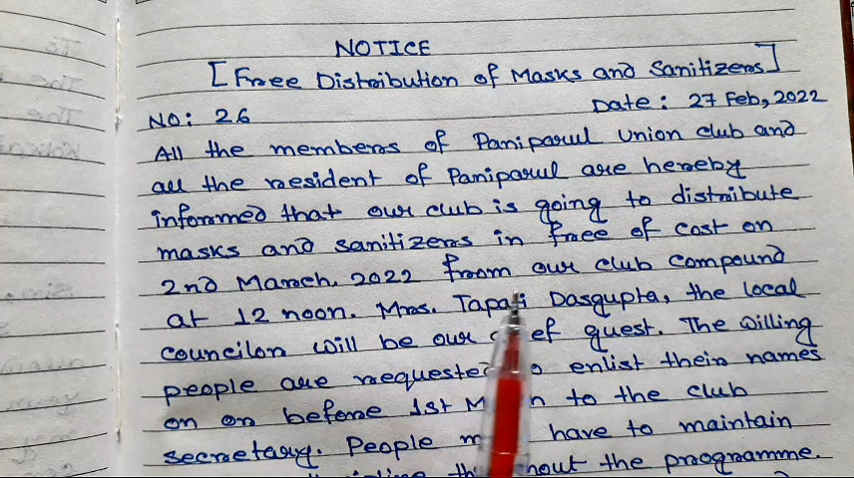 NOTICE
[Free Distribution of Masks and Sanitizers]
NO: 26 Date: 27 Feb, 2022
All the members of Paniparul Union club and
all the resident of Paniparul are hereby
informed that our club is going to distribute
masks and sanitizers in free of cost on
2nd March, 2022 from our club compound
at 12 noon. Mrs. Tapati Dasgupta, the local
councilor will be our guest. The willing
people are requested enlist their names
on or before 1st to the club
secretary. People have to maintain
the programme.